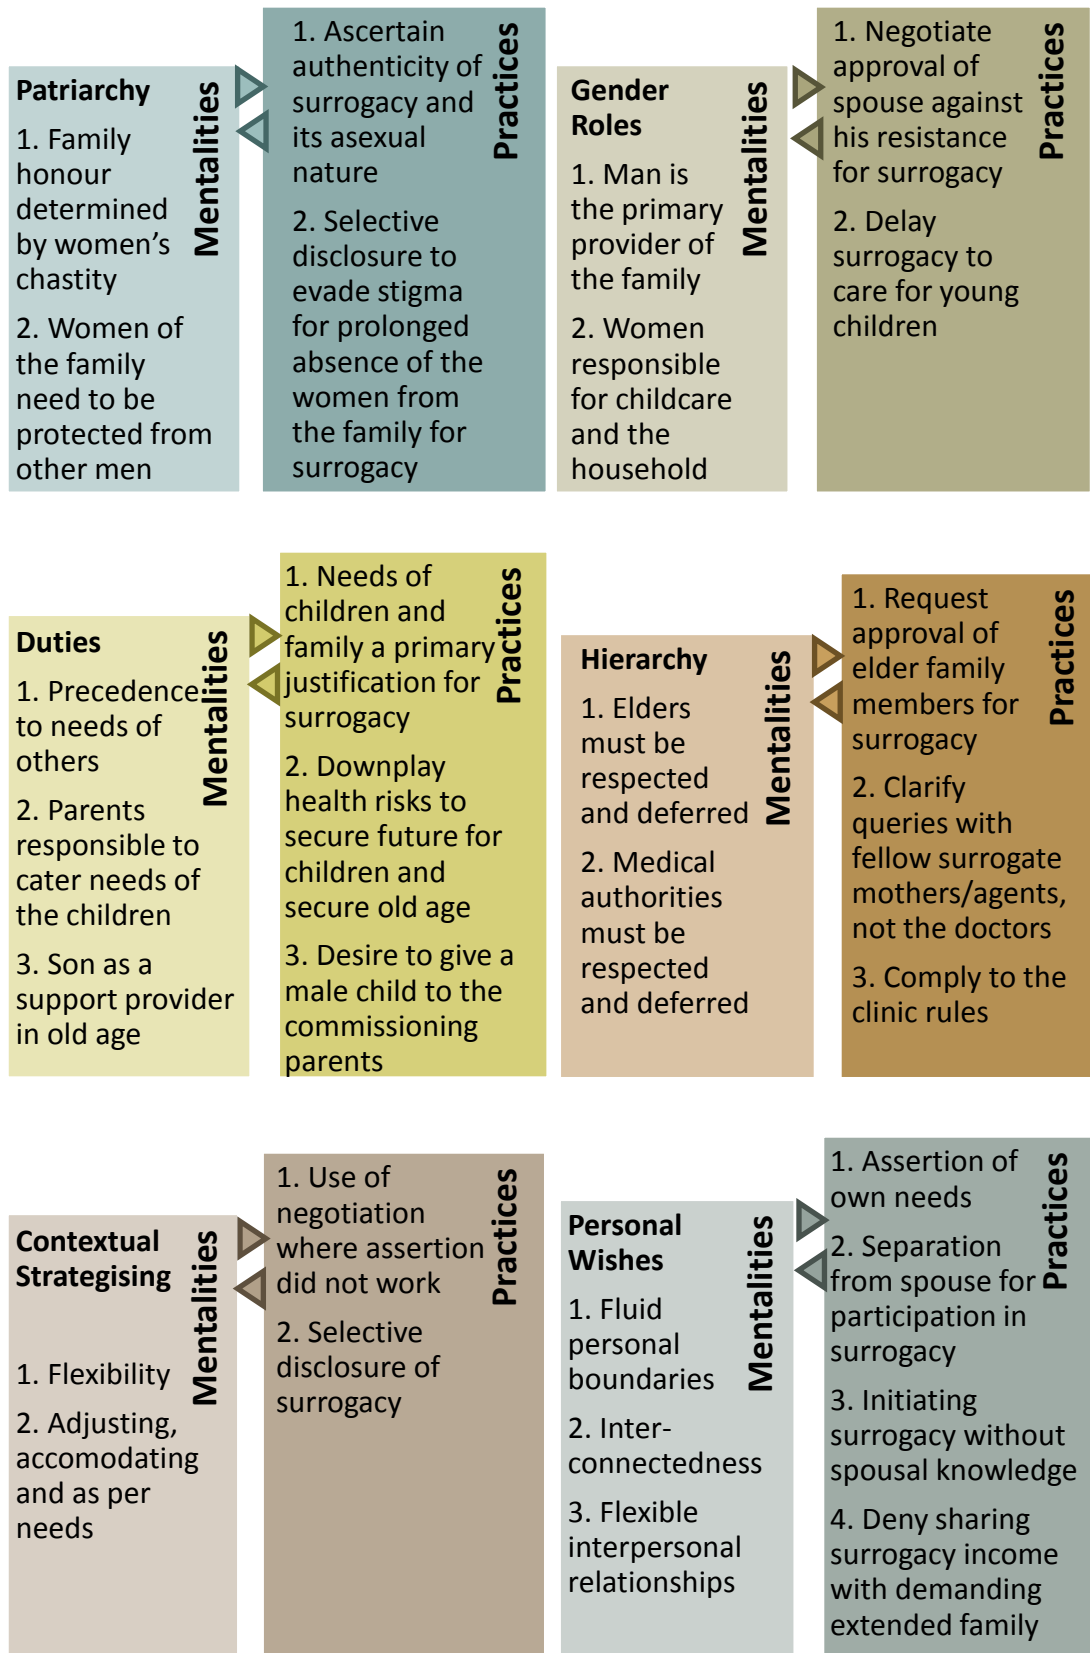 Patriarchy
1. Family
honour
determined
by women’s
chastity
2. Women of
the family
need to be
protected from
other men
Mentalities
1. Ascertain
authenticity of
surrogacy and
its asexual
nature
2. Selective
disclosure to
evade stigma
for prolonged
absence of the
women from
the family for
surrogacy
Practices
Gender
Roles
1. Man is
the primary
provider of
the family
2. Women
responsible
for childcare
and the
household
Mentalities
1. Negotiate
approval of
spouse against
his resistance
for surrogacy
2. Delay
surrogacy to
care for young
children
Practices
Duties
1. Precedence
to needs of
others
2. Parents
responsible to
cater needs of
the children
3. Son as a
support provider
in old age
Mentalities
1. Needs of
children and
family a primary
justification for
surrogacy
2. Downplay
health risks to
secure future for
children and
secure old age
3. Desire to give a
male child to the
commissioning
parents
Practices
Hierarchy
1. Elders
must be
respected
and deferred
2. Medical
authorities
must be
respected
and deferred
Mentalities
1. Request
approval of
elder family
members for
surrogacy
2. Clarify
queries with
fellow surrogate
mothers/agents,
not the doctors
3. Comply to the
clinic rules
Practices
Contextual
Strategising
1. Flexibility
2. Adjusting,
accomodating
and as per
needs
Mentalities
1. Use of
negotiation
where assertion
did not work
2. Selective
disclosure of
surrogacy
Practices
Personal
Wishes
1. Fluid
personal
boundaries
2. Inter-
connectedness
3. Flexible
interpersonal
relationships
Mentalities
1. Assertion of
own needs
2. Separation
from spouse for
participation in
surrogacy
3. Initiating
surrogacy without
spousal knowledge
4. Deny sharing
surrogacy income
with demanding
extended family
Practices